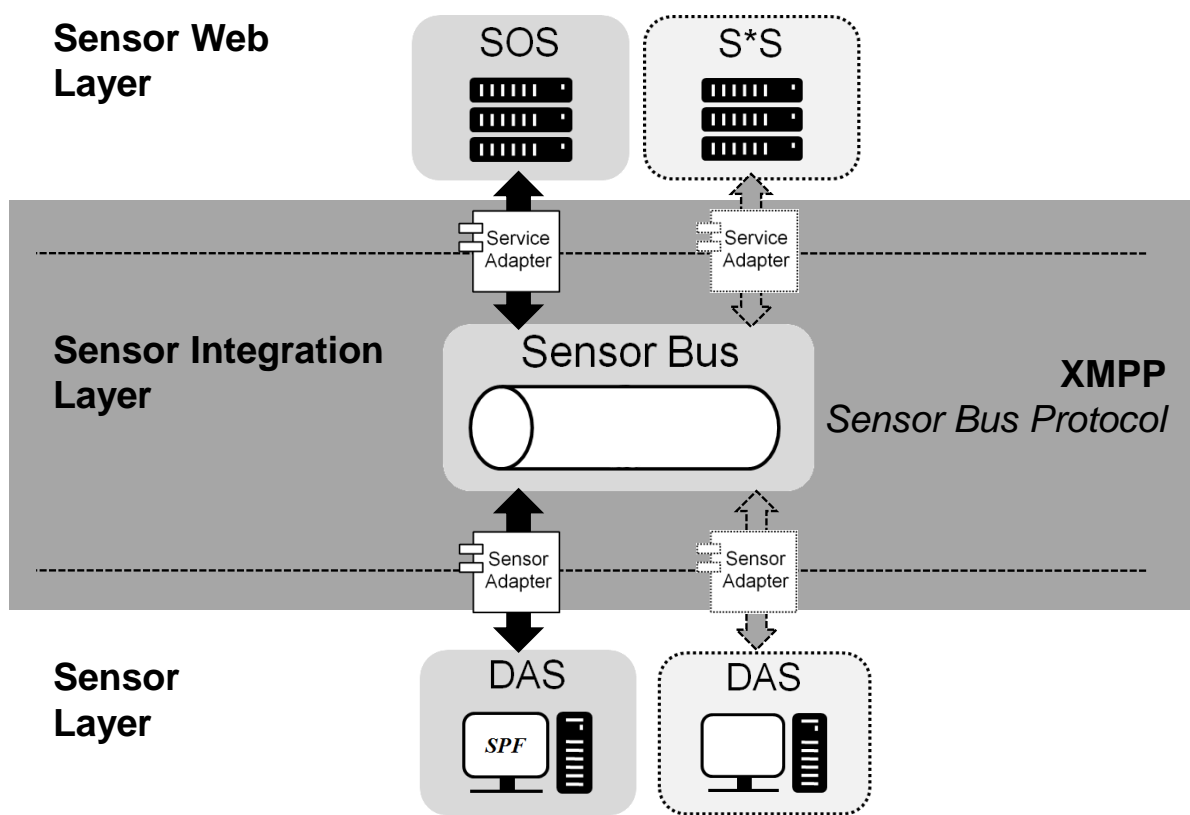 Sensor Web
Layer
SOS
S*S
Service
Adapter
Service
Adapter
Sensor Integration
Layer
Sensor Bus
XMPP
Sensor Bus Protocol
Sensor
Adapter
Sensor
Adapter
Sensor
Layer
DAS
SPF
DAS